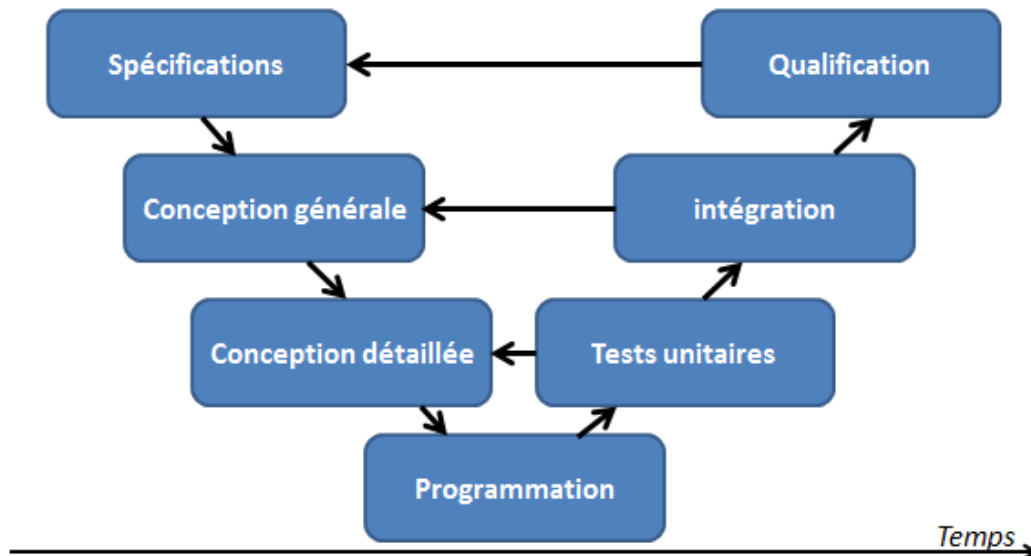 Spécifications
Qualification
Conception générale
intégration
Conception détaillée
Tests unitaires
Programmation
Temps